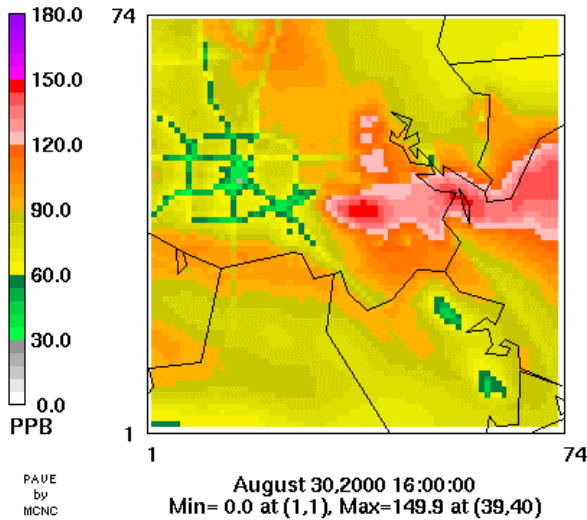 180.0
150.0
120.0
90.0
60.0
30.0
0.0
PPB
74
1
1
74
PAVE
by
MCNC
August 30,2000 16:00:00
Min= 0.0 at (1,1), Max=149.9 at (39,40)